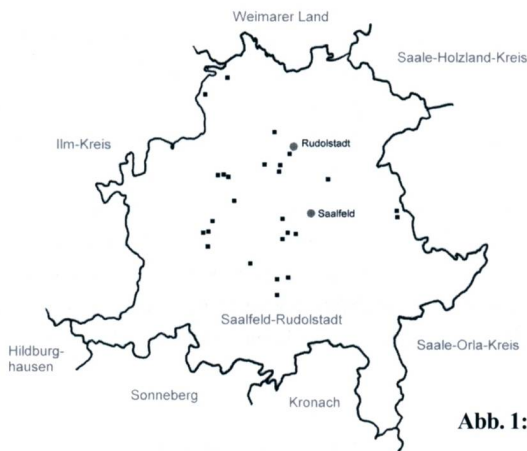 Weimarer Land
Saale-Holzland-Kreis
Ilm-Kreis
Rudolstadt
Saalfeld
Saalfeld-Rudolstadt
Hildburg-
hausen
Saale-Orla-Kreis
Sonneberg
Kronach
Abb. 1: